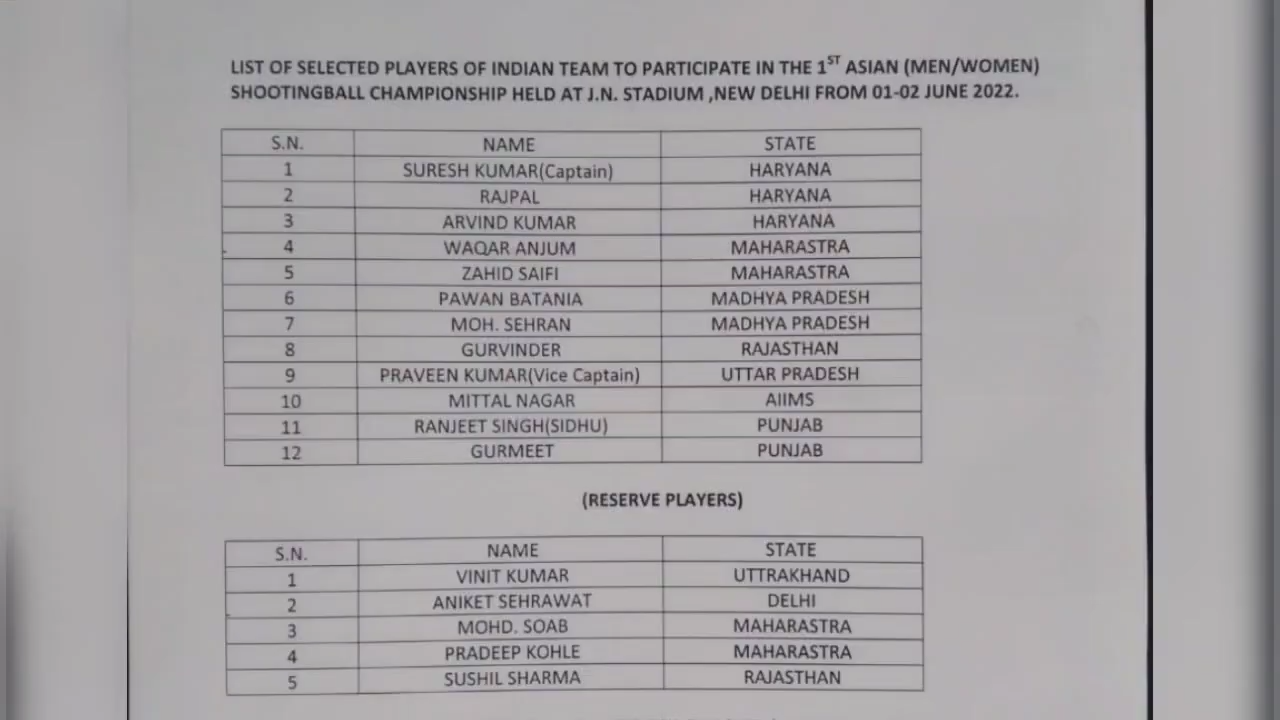 LIST OF SELECTED PLAYERS OF INDIAN TEAM TO PARTICIPATE IN THE 1ST ASIAN (MEN/WOMEN)
SHOOTINGBALL CHAMPIONSHIP HELD AT J.N. STADIUM ,NEW DELHI FROM 01-02 JUNE 2022.
S.N. NAME STATE
1 SURESH KUMAR(Captain) HARYANA
2 RAJPAL HARYANA
3 ARVIND KUMAR HARYANA
4 WAQAR ANJUM MAHARASTRA
5 ZAHID SAIFI MAHARASTRA
6 PAWAN BATANIA MADHYA PRADESH
7 MOH. SEHRAN MADHYA PRADESH
8 GURVINDER RAJASTHAN
9 PRAVEEN KUMAR(Vice Captain) UTTAR PRADESH
10 MITTAL NAGAR AIIMS
11 RANJEET SINGH(SIDHU) PUNJAB
12 GURMEET PUNJAB
(RESERVE PLAYERS)
S.N. NAME STATE
1 VINIT KUMAR UTTRAKHAND
2 ANIKET SEHRAWAT DELHI
3 MOHD. SOAB MAHARASTRA
4 PRADEEP KOHLE MAHARASTRA
5 SUSHIL SHARMA RAJASTHAN